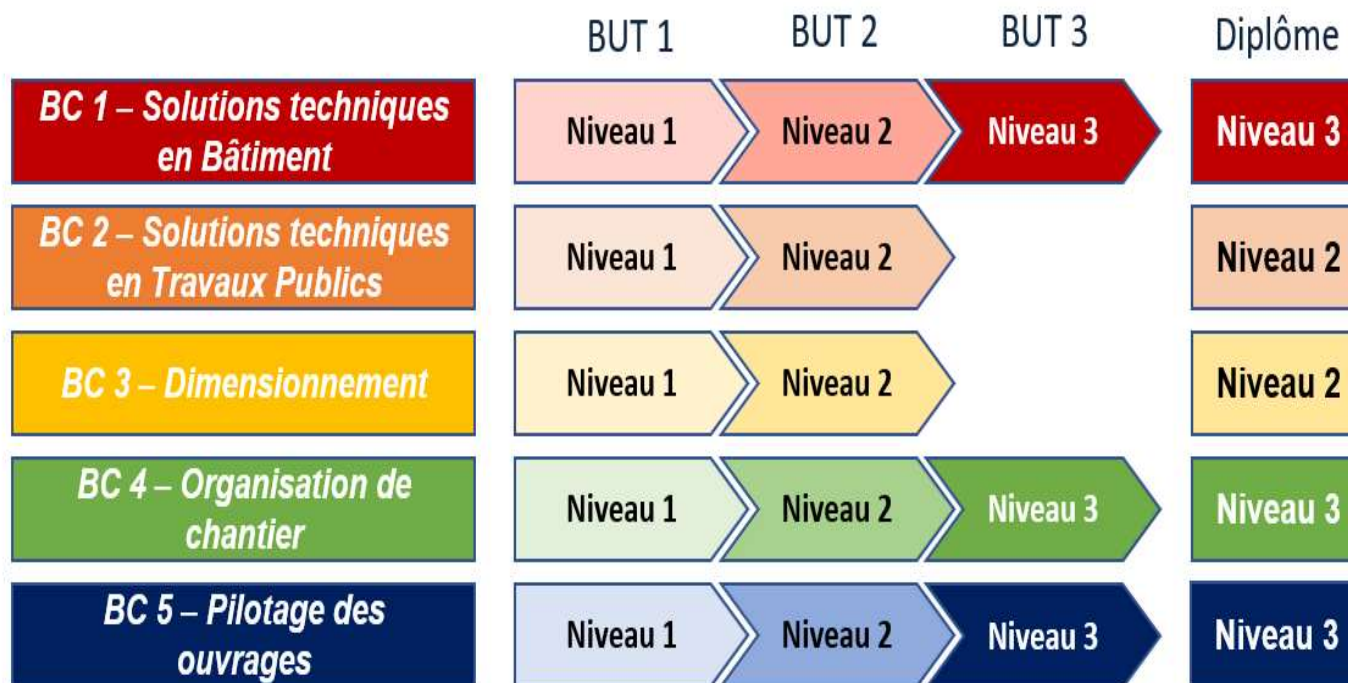 BUT 1 BUT 2 BUT 3 Diplôme
BC 1 – Solutions techniques
en Bâtiment
Niveau 1 Niveau 2 Niveau 3 Niveau 3
BC 2 – Solutions techniques
en Travaux Publics
Niveau 1 Niveau 2 Niveau 2
BC 3 – Dimensionnement
Niveau 1 Niveau 2 Niveau 2
BC 4 – Organisation de
chantier
Niveau 1 Niveau 2 Niveau 3 Niveau 3
BC 5 – Pilotage des
ouvrages
Niveau 1 Niveau 2 Niveau 3 Niveau 3